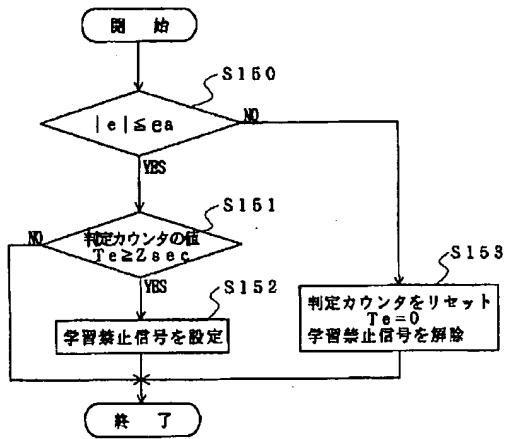 開 始
S150
|e|≦ea
NO
YES
S151
判定カウンタの値
Te≧Zsec
NO
YES
S152
学習禁止信号を設定
S153
判定カウンタをリセット
Te=0
学習禁止信号を解除
終 了